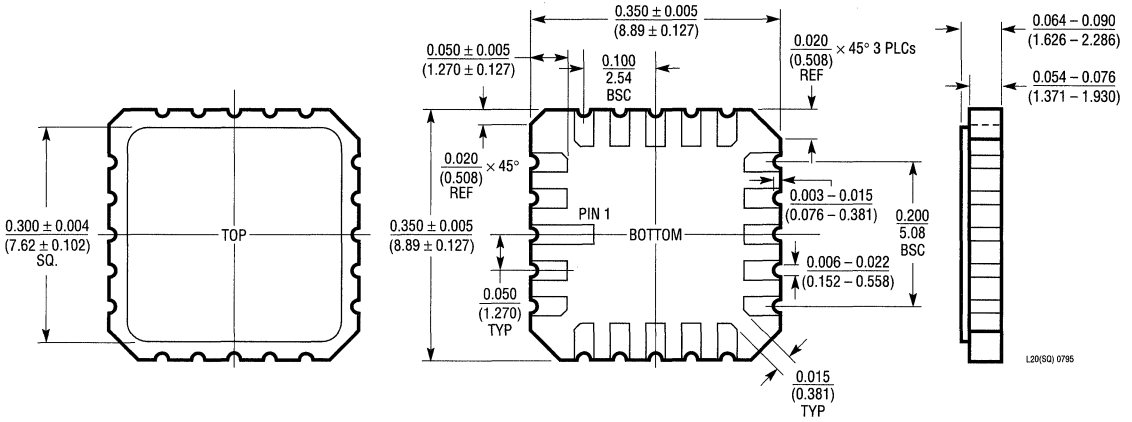 0.350 ± 0.005
(8.89 ± 0.127)
0.064 – 0.090
(1.626 – 2.286)
0.050 ± 0.005
(1.270 ± 0.127)
0.100
2.54
BSC
0.020
(0.508)
REF
× 45° 3 PLCs
0.054 – 0.076
(1.371 – 1.930)
0.020
(0.508)
REF
× 45°
0.003 – 0.015
(0.076 – 0.381)
0.300 ± 0.004
(7.62 ± 0.102)
SQ.
TOP
0.350 ± 0.005
(8.89 ± 0.127)
PIN 1
BOTTOM
0.200
5.08
BSC
0.006 – 0.022
(0.152 – 0.558)
0.050
(1.270)
TYP
0.015
(0.381)
TYP
L20(SQ) 0795